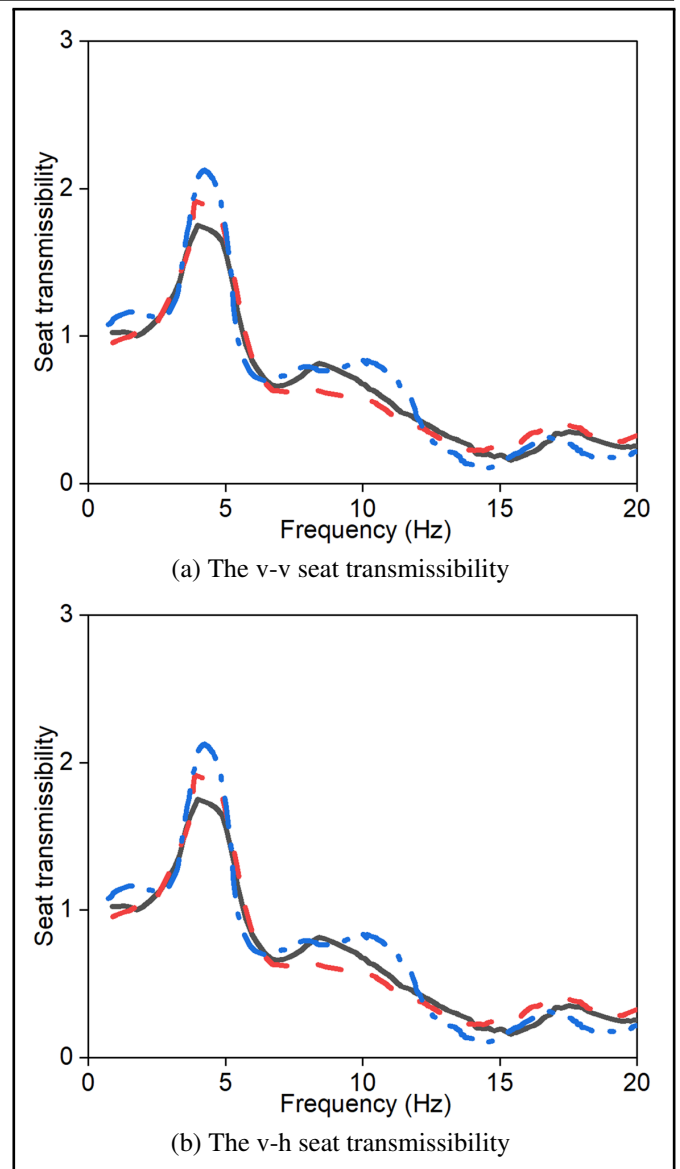 3
2
1
0
Seat transmissibility
0 5 10 15 20
Frequency (Hz)
(a) The v-v seat transmissibility
3
2
1
0
Seat transmissibility
0 5 10 15 20
Frequency (Hz)
(b) The v-h seat transmissibility